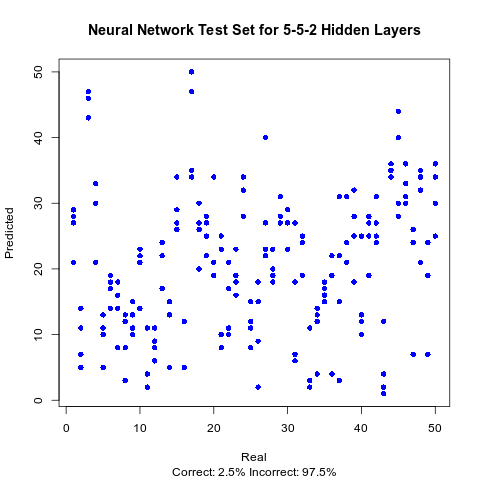 Neural Network Test Set for 5-5-2 Hidden Layers
Predicted
50
40
30
20
10
0
0 10 20 30 40 50
Real
Correct: 2.5% Incorrect: 97.5%